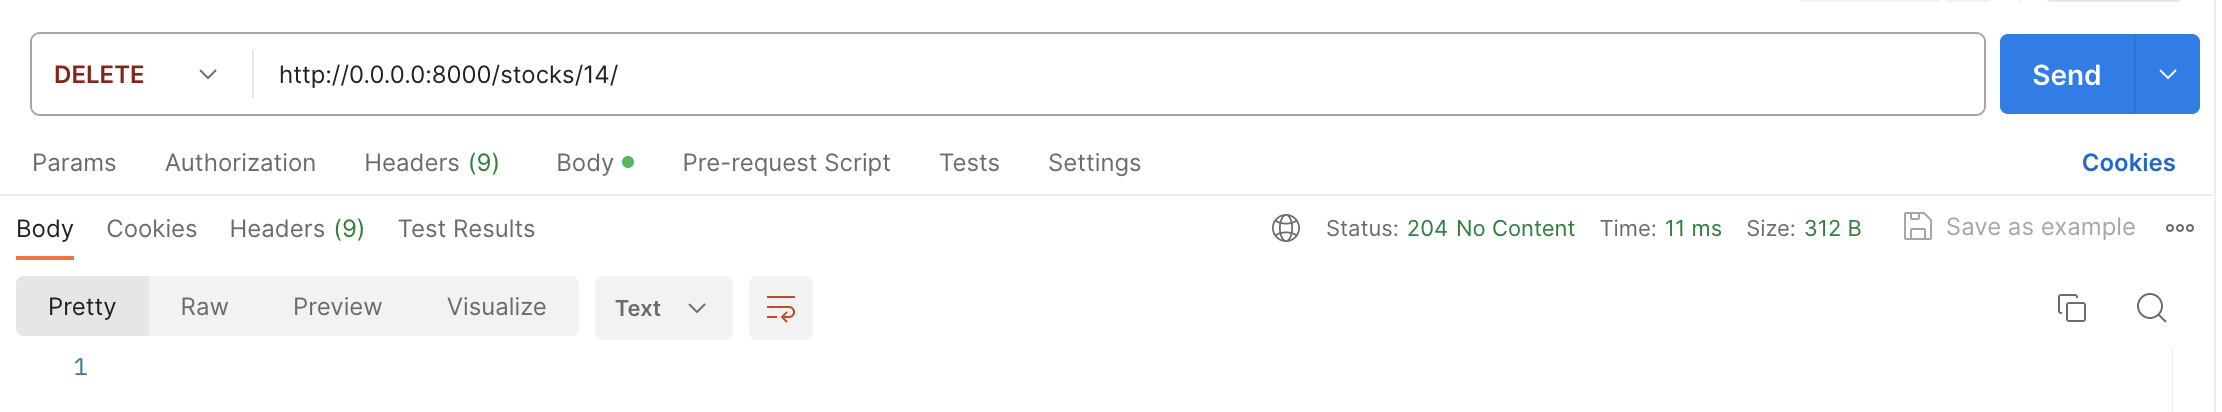 DELETE http://0.0.0.0:8000/stocks/14/ Send
Params Authorization Headers (9) Body Pre-request Script Tests Settings Cookies
Body Cookies Headers (9) Test Results Status: 204 No Content Time: 11 ms Size: 312 B Save as example
Pretty Raw Preview Visualize Text
1